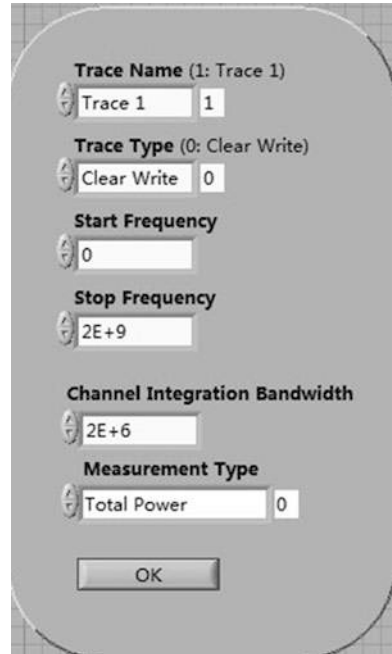 Trace Name (1: Trace 1)
Trace 1 1
Trace Type (0: Clear Write)
Clear Write 0
Start Frequency
0
Stop Frequency
2E+9
Channel Integration Bandwidth
2E+6
Measurement Type
Total Power 0
OK